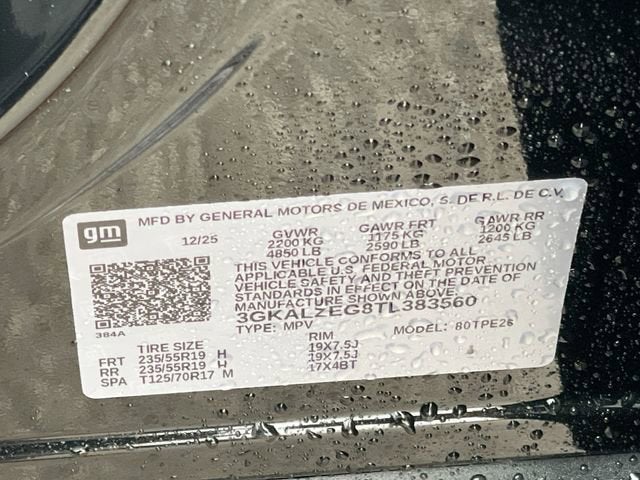 gm
MFD BY GENERAL MOTORS DE MEXICO, S. DE R.L. DE C.V.
12/25 GVWR GAWR FRT GAWR RR
2200 KG 1175 KG 1200 KG
4850 LB 2590 LB 2645 LB
THIS VEHICLE CONFORMS TO ALL
APPLICABLE U.S. FEDERAL MOTOR
VEHICLE SAFETY AND THEFT PREVENTION
STANDARDS IN EFFECT ON THE DATE OF
MANUFACTURE SHOWN ABOVE.
3GKALZEG8TL383560
384A TYPE: MPV MODEL: 80TPE26
TIRE SIZE RIM
FRT 235/55R19 H 19X7.5J
RR 235/55R19 H 19X7.5J
SPA T125/70R17 M 17X4BT